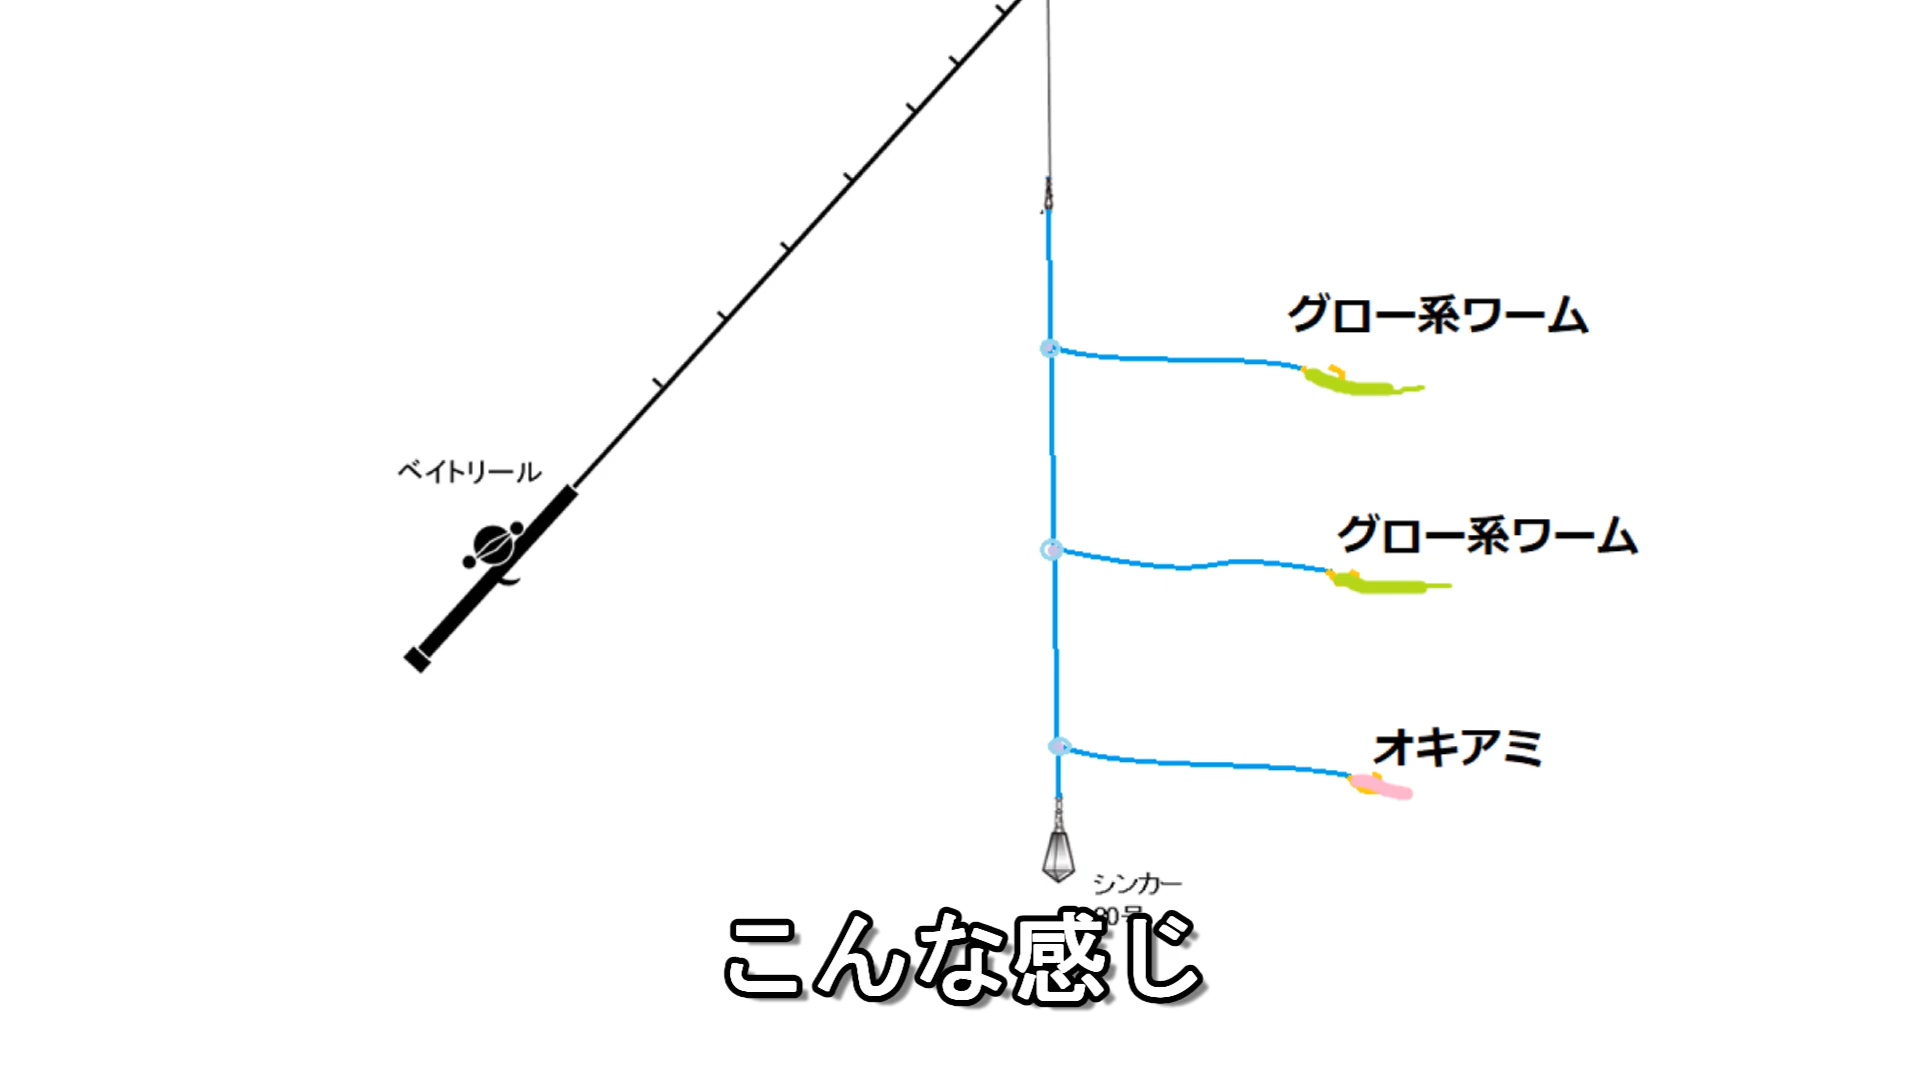 グロー系ワーム
ベイトリール
グロー系ワーム
オキアミ
シンカー
こんな感じ